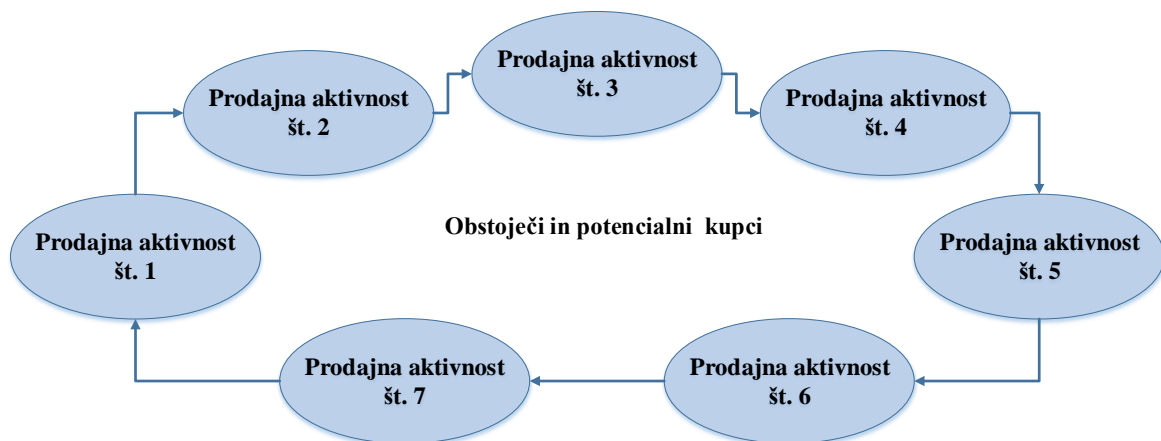 Prodajna aktivnost
št. 1
Prodajna aktivnost
št. 2
Prodajna aktivnost
št. 3
Prodajna aktivnost
št. 4
Prodajna aktivnost
št. 5
Prodajna aktivnost
št. 6
Prodajna aktivnost
št. 7
Obstoječi in potencialni kupci